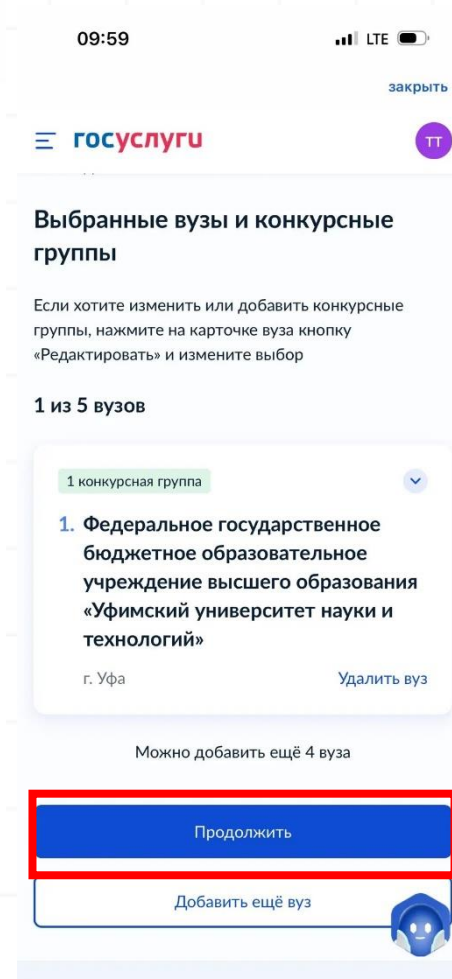 09:59
LTE
закрыть
госуслуги
ТТ
Выбранные вузы и конкурсные
группы
Если хотите изменить или добавить конкурсные
группы, нажмите на карточке вуза кнопку
«Редактировать» и измените выбор
1 из 5 вузов
1 конкурсная группа
1. Федеральное государственное
бюджетное образовательное
учреждение высшего образования
«Уфимский университет науки и
технологий»
г. Уфа
Удалить вуз
Можно добавить ещё 4 вуза
Продолжить
Добавить ещё вуз